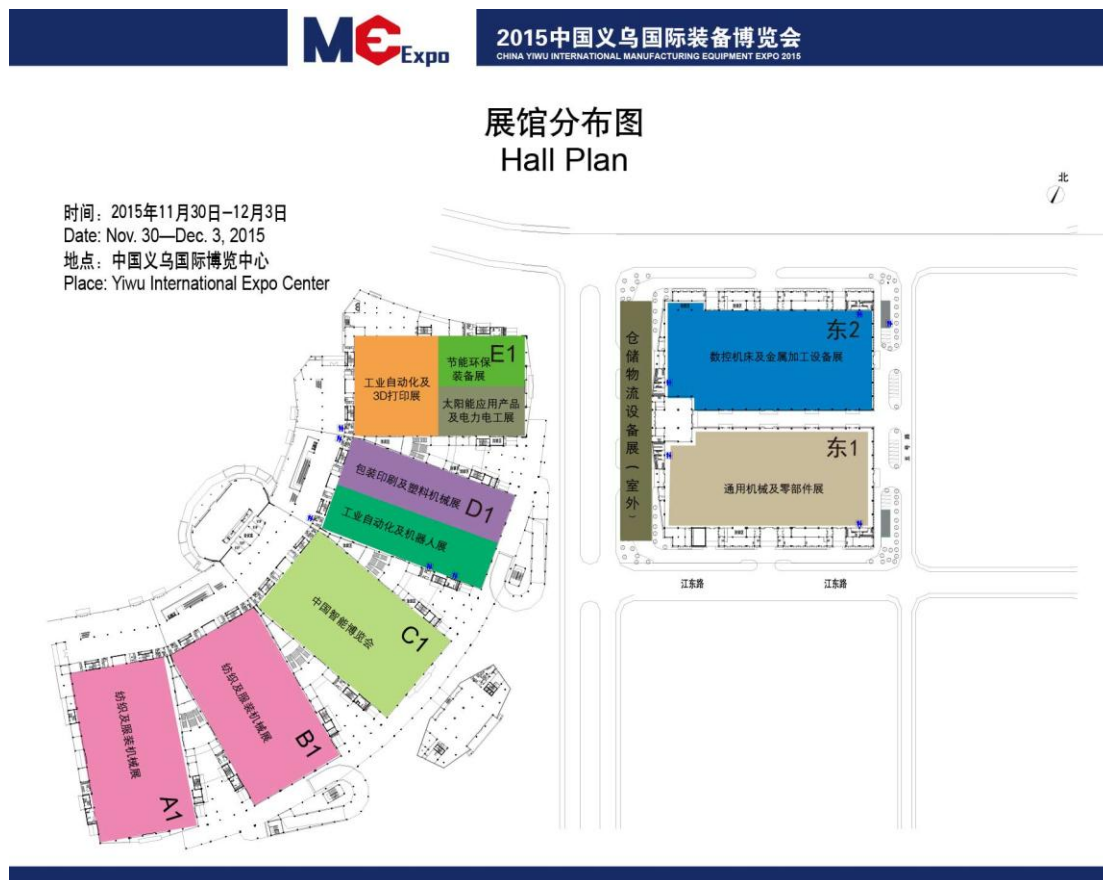 ME Expo
2015中国义乌国际装备博览会
CHINA YIWU INTERNATIONAL MANUFACTURING EQUIPMENT EXPO 2015
展馆分布图
Hall Plan
北
时间：2015年11月30日-12月3日
Date: Nov. 30—Dec. 3, 2015
地点：中国义乌国际博览中心
Place: Yiwu International Expo Center
E1
节能环保
装备展
工业自动化及
3D打印展
太阳能应用产品
及电力电工展
包装印刷及塑料机械展
D1
工业自动化及机器人展
中国智能博览会
C1
纺织及服装机械展
B1
纺织及服装机械展
A1
仓储物流设备展（室外）
东2
数控机床及金属加工设备展
东1
通用机械及零部件展
江东路
江东路